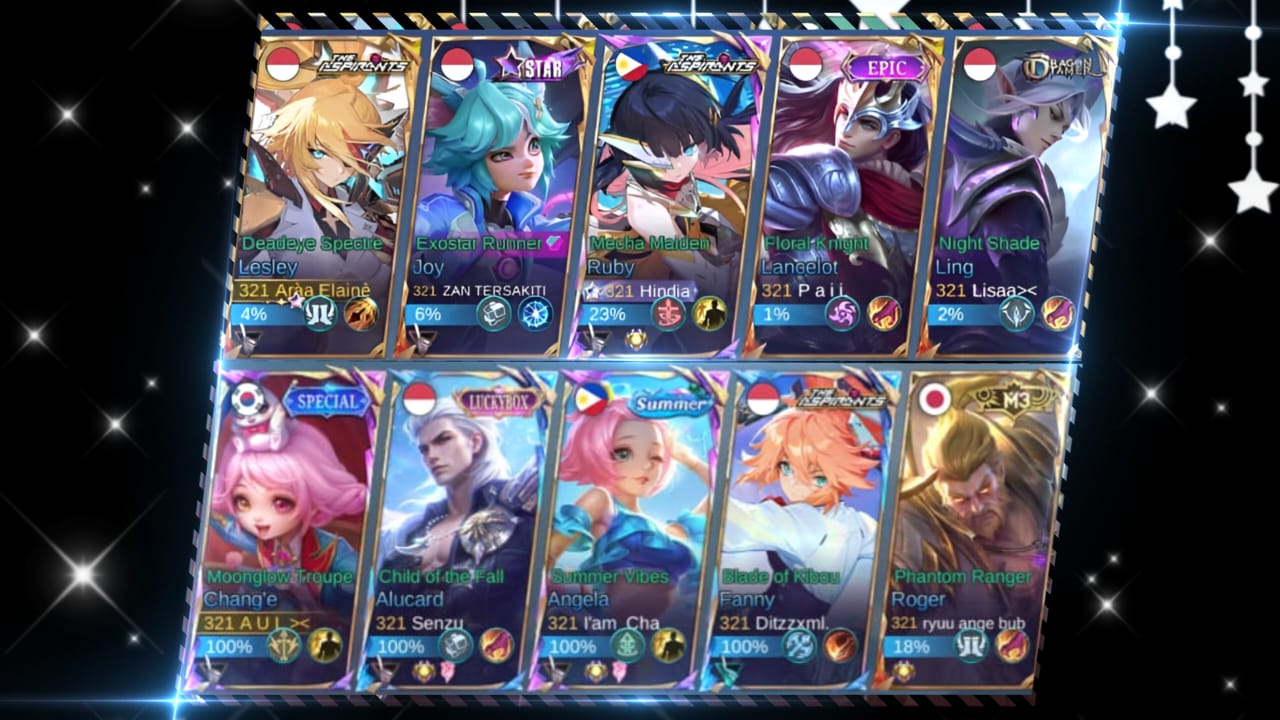 THE ASPIRANTS
Deadeye Spectre
Lesley
321 Aràa Elainè
4%
STAR
Exostar Runner
Joy
321 ZAN TERSAKITI
6%
THE ASPIRANTS
Mecha Maiden
Ruby
321 Hindia
23%
EPIC
Floral Knight
Lancelot
321 P a i i
1%
DRAGON TAMER
Night Shade
Ling
321 Lisaa><
2%
SPECIAL
Moonglow Troupe
Chang'e
321 A U L ><
100%
LUCKYBOX
Child of the Fall
Alucard
321 Senzu
100%
Summer
Summer Vibes
Angela
321 I'am Cha
100%
THE ASPIRANTS
Blade of Kibou
Fanny
321 Ditzzxml.
100%
M3
Phantom Ranger
Roger
321 ryuu ange bub
18%